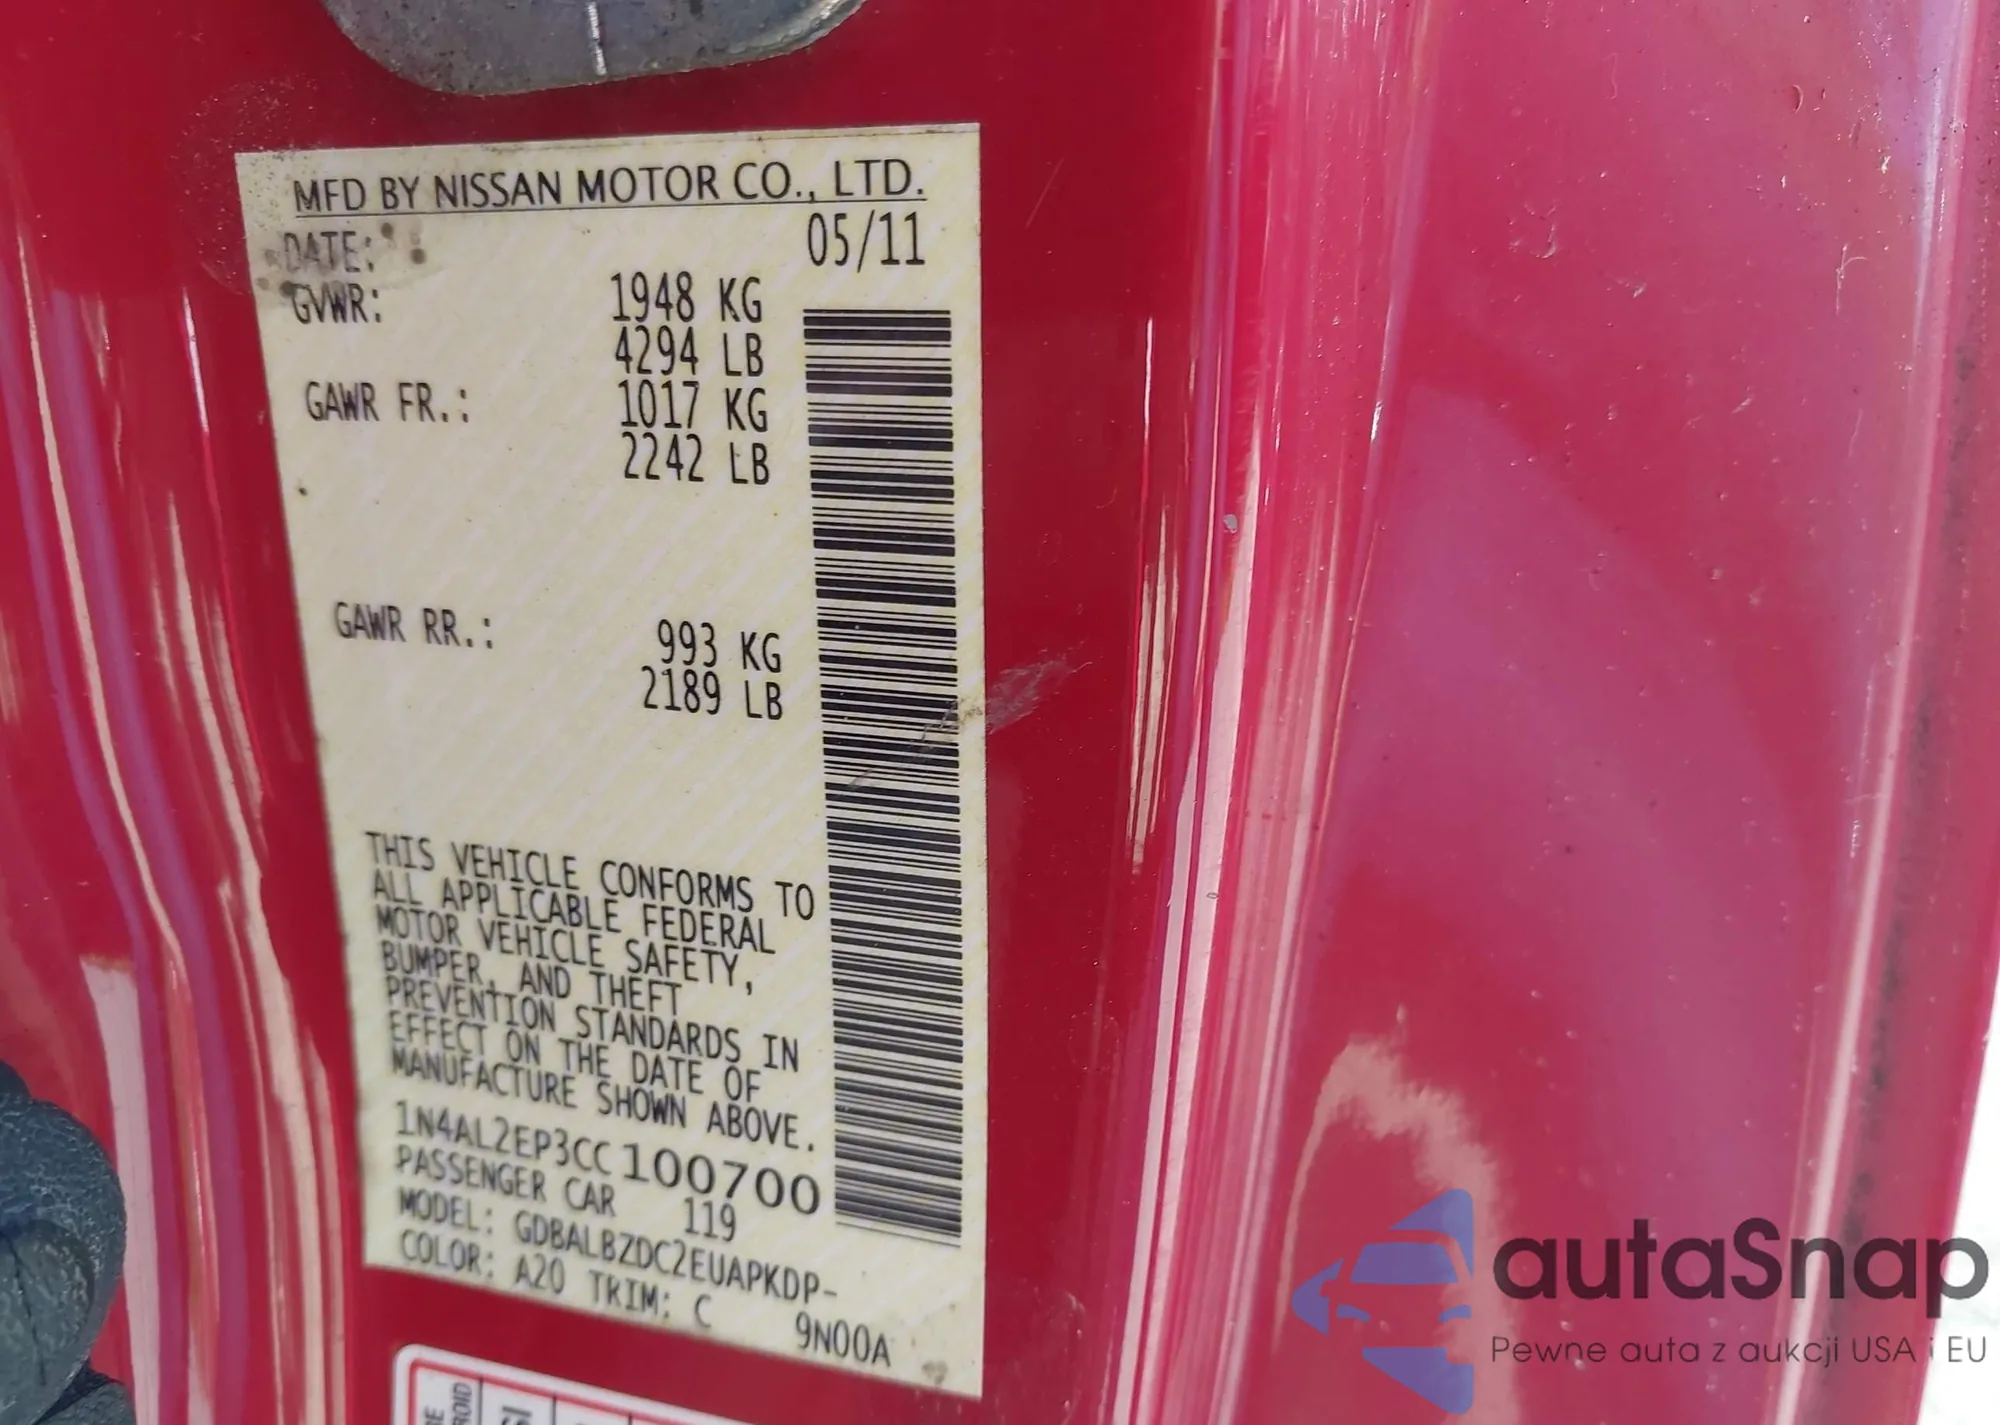 MFD BY NISSAN MOTOR CO., LTD.
DATE: 05/11
GVWR: 1948 KG
4294 LB
GAWR FR.: 1017 KG
2242 LB
GAWR RR.: 993 KG
2189 LB
THIS VEHICLE CONFORMS TO
ALL APPLICABLE FEDERAL
MOTOR VEHICLE SAFETY,
BUMPER, AND THEFT
PREVENTION STANDARDS IN
EFFECT ON THE DATE OF
MANUFACTURE SHOWN ABOVE.
1N4AL2EP3CC100700
PASSENGER CAR 119
MODEL: GDBALBZDC2EUAPKDP-
COLOR: A20 TRIM: C 9N00A
autaSnap
Pewne auta z aukcji USA i EU